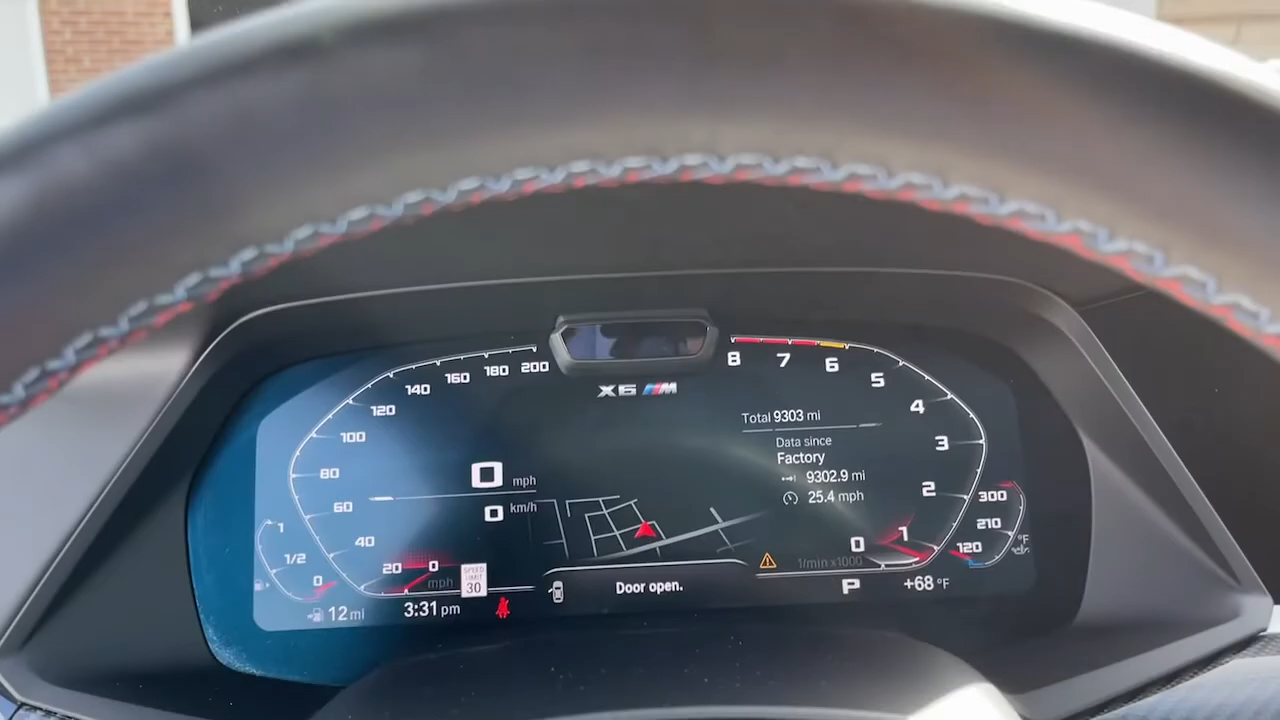 X6 M
200
180
160
140
120
100
80
60
40
20
0
mph
0 mph
0 km/h
8
7
6
5
4
3
2
1
0
1/min x1000
Total 9303 mi
Data since
Factory
9302.9 mi
25.4 mph
1
1/2
0
300
210
120
°F
SPEED
LIMIT
30
Door open.
12 mi
3:31 pm
P
+68 °F